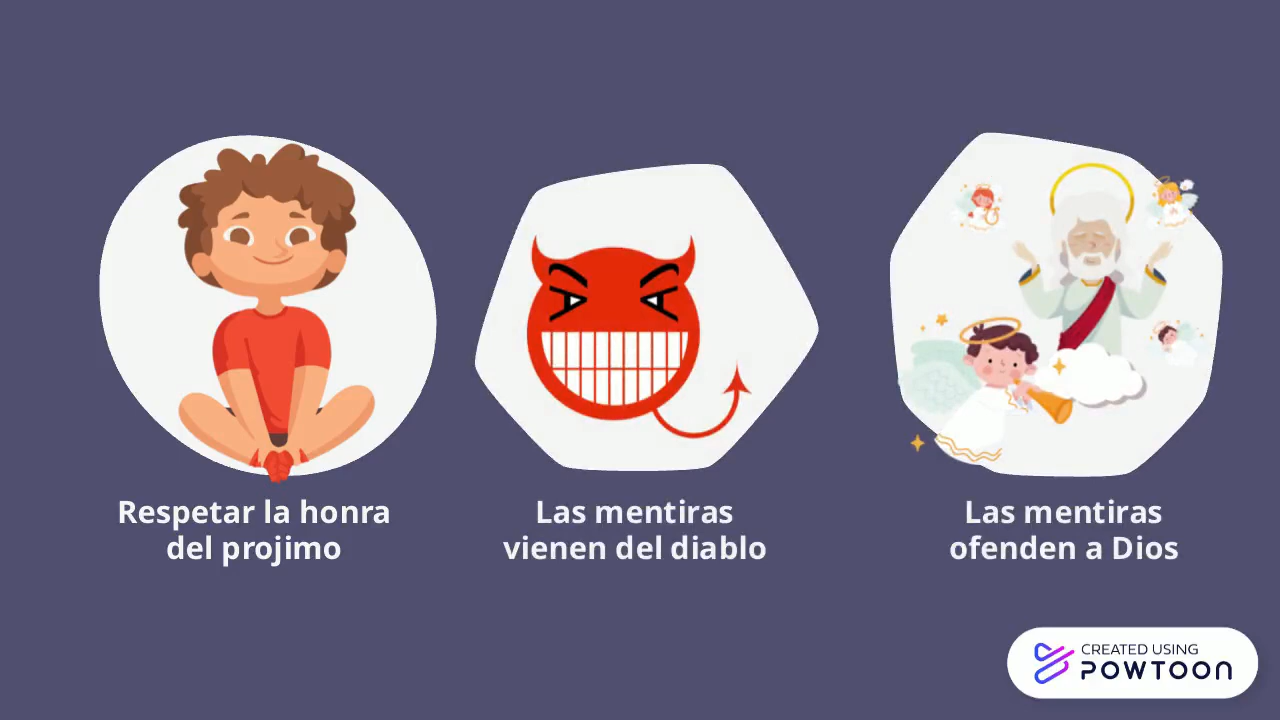 Respetar la honra
del projimo
Las mentiras
vienen del diablo
Las mentiras
ofenden a Dios
CREATED USING
POWTOON